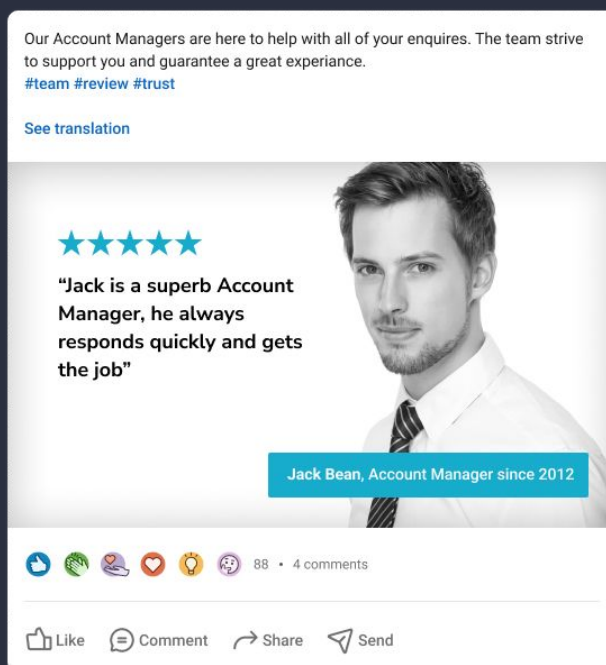 Our Account Managers are here to help with all of your enquires. The team strive
to support you and guarantee a great experiance.
#team #review #trust
See translation
“Jack is a superb Account
Manager, he always
responds quickly and gets
the job”
Jack Bean, Account Manager since 2012
88 • 4 comments
Like Comment Share Send